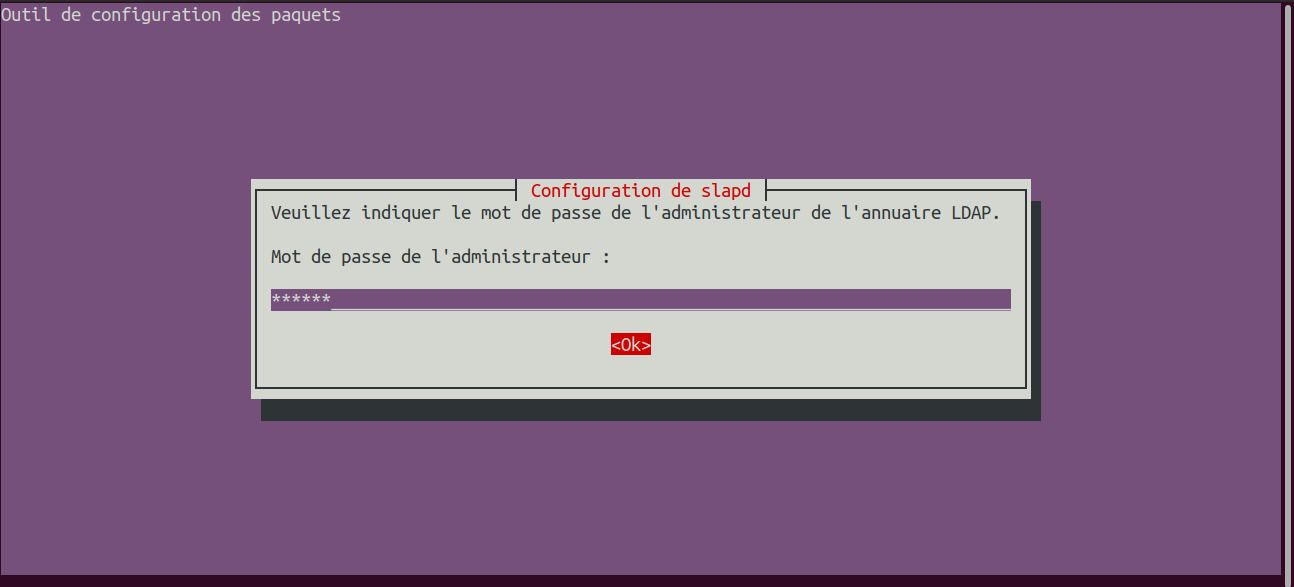 Outil de configuration des paquets
Configuration de slapd
Veuillez indiquer le mot de passe de l'administrateur de l'annuaire LDAP.
Mot de passe de l'administrateur :
******
<Ok>